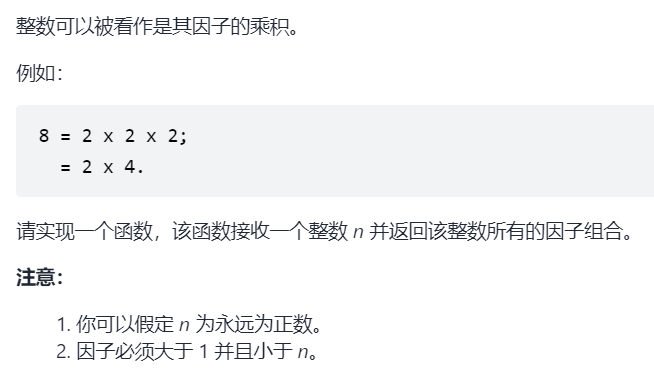 整数可以被看作是其因子的乘积。
例如：
8 = 2 x 2 x 2;
= 2 x 4.
请实现一个函数，该函数接收一个整数 n 并返回该整数所有的因子组合。
注意：
1. 你可以假定 n 为永远为正数。
2. 因子必须大于 1 并且小于 n。